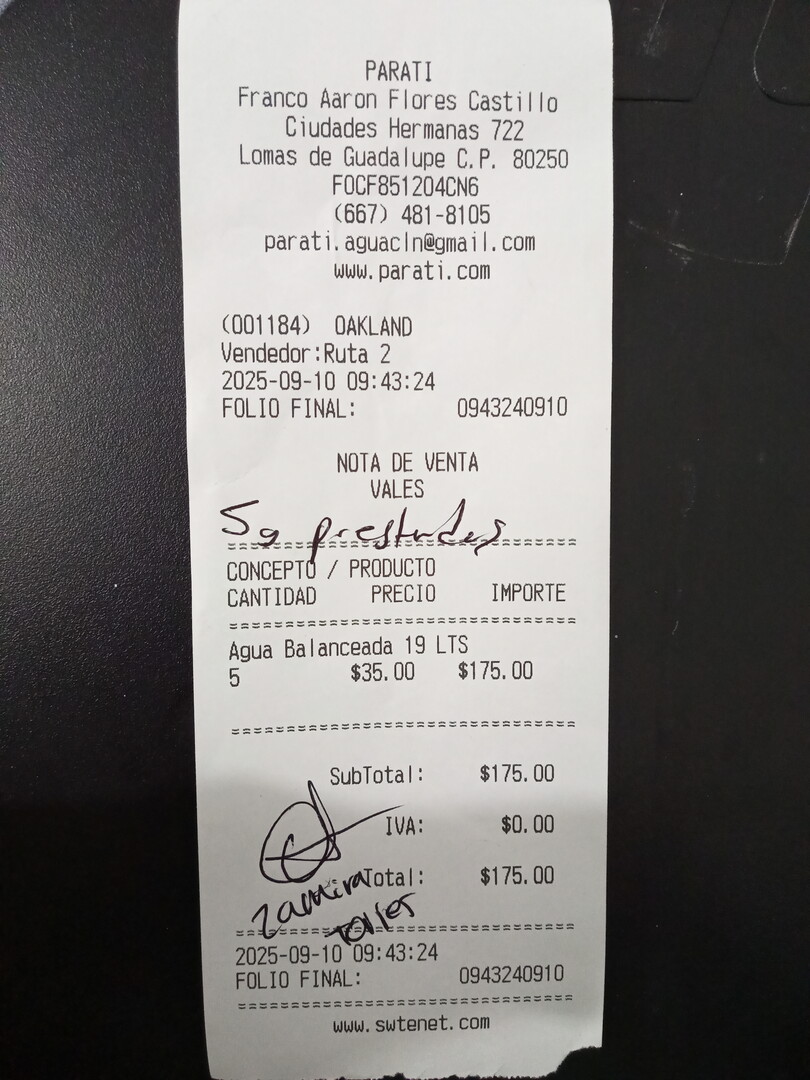 PARATI
Franco Aaron Flores Castillo
Ciudades Hermanas 722
Lomas de Guadalupe C.P. 80250
FOCF851204CN6
(667) 481-8105
parati.aguacln@gmail.com
www.parati.com
(001184) OAKLAND
Vendedor:Ruta 2
2025-09-10 09:43:24
FOLIO FINAL: 0943240910
NOTA DE VENTA
VALES
5g prestados
CONCEPTO / PRODUCTO
CANTIDAD PRECIO IMPORTE
Agua Balanceada 19 LTS
5 $35.00 $175.00
SubTotal: $175.00
IVA: $0.00
Total: $175.00
Zamira
Torres
2025-09-10 09:43:24
FOLIO FINAL: 0943240910
www.swtenet.com